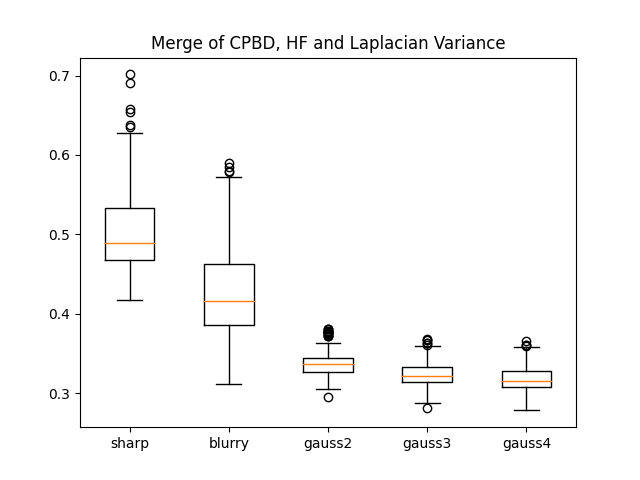 Merge of CPBD, HF and Laplacian Variance
0.7
0.6
0.5
0.4
0.3
sharp blurry gauss2 gauss3 gauss4